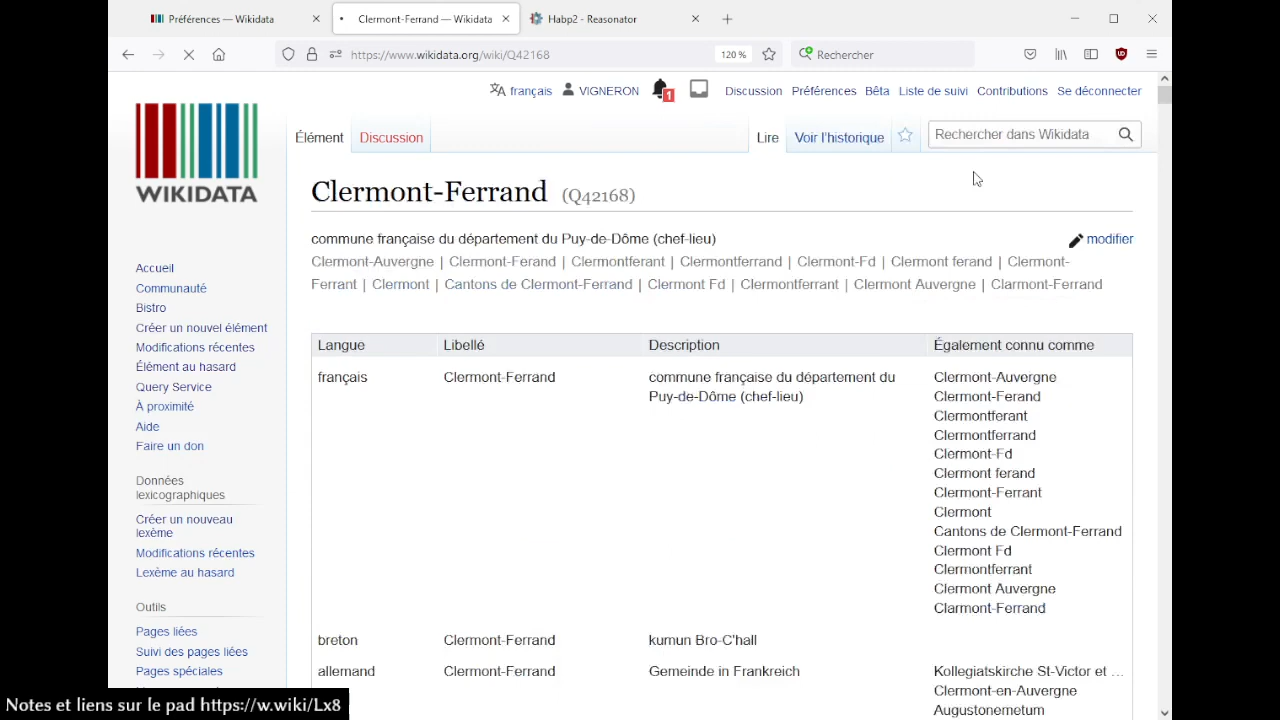 Préférences — Wikidata
Clermont-Ferrand — Wikidata
Habp2 - Reasonator
https://www.wikidata.org/wiki/Q42168
120 %
Rechercher
français
VIGNERON
1
Discussion
Préférences
Bêta
Liste de suivi
Contributions
Se déconnecter
WIKIDATA
Élément
Discussion
Lire
Voir l'historique
Rechercher dans Wikidata
Clermont-Ferrand (Q42168)
commune française du département du Puy-de-Dôme (chef-lieu)
modifier
Clermont-Auvergne | Clermont-Ferand | Clermontferant | Clermontferrand | Clermont-Fd | Clermont ferand | Clermont-
Ferrant | Clermont | Cantons de Clermont-Ferrand | Clermont Fd | Clermontferrant | Clermont Auvergne | Clarmont-Ferrand
Accueil
Communauté
Bistro
Créer un nouvel élément
Modifications récentes
Élément au hasard
Query Service
À proximité
Aide
Faire un don
Données
lexicographiques
Créer un nouveau
lexème
Modifications récentes
Lexème au hasard
Outils
Pages liées
Suivi des pages liées
Pages spéciales
Langue Libellé Description Également connu comme
français Clermont-Ferrand commune française du département du Clermont-Auvergne
Puy-de-Dôme (chef-lieu) Clermont-Ferand
Clermontferant
Clermontferrand
Clermont-Fd
Clermont ferand
Clermont-Ferrant
Clermont
Cantons de Clermont-Ferrand
Clermont Fd
Clermontferrant
Clermont Auvergne
Clarmont-Ferrand
breton Clermont-Ferrand kumun Bro-C'hall
allemand Clermont-Ferrand Gemeinde in Frankreich Kollegiatskirche St-Victor et …
Clermont-en-Auvergne
Augustonemetum
Notes et liens sur le pad https://w.wiki/Lx8